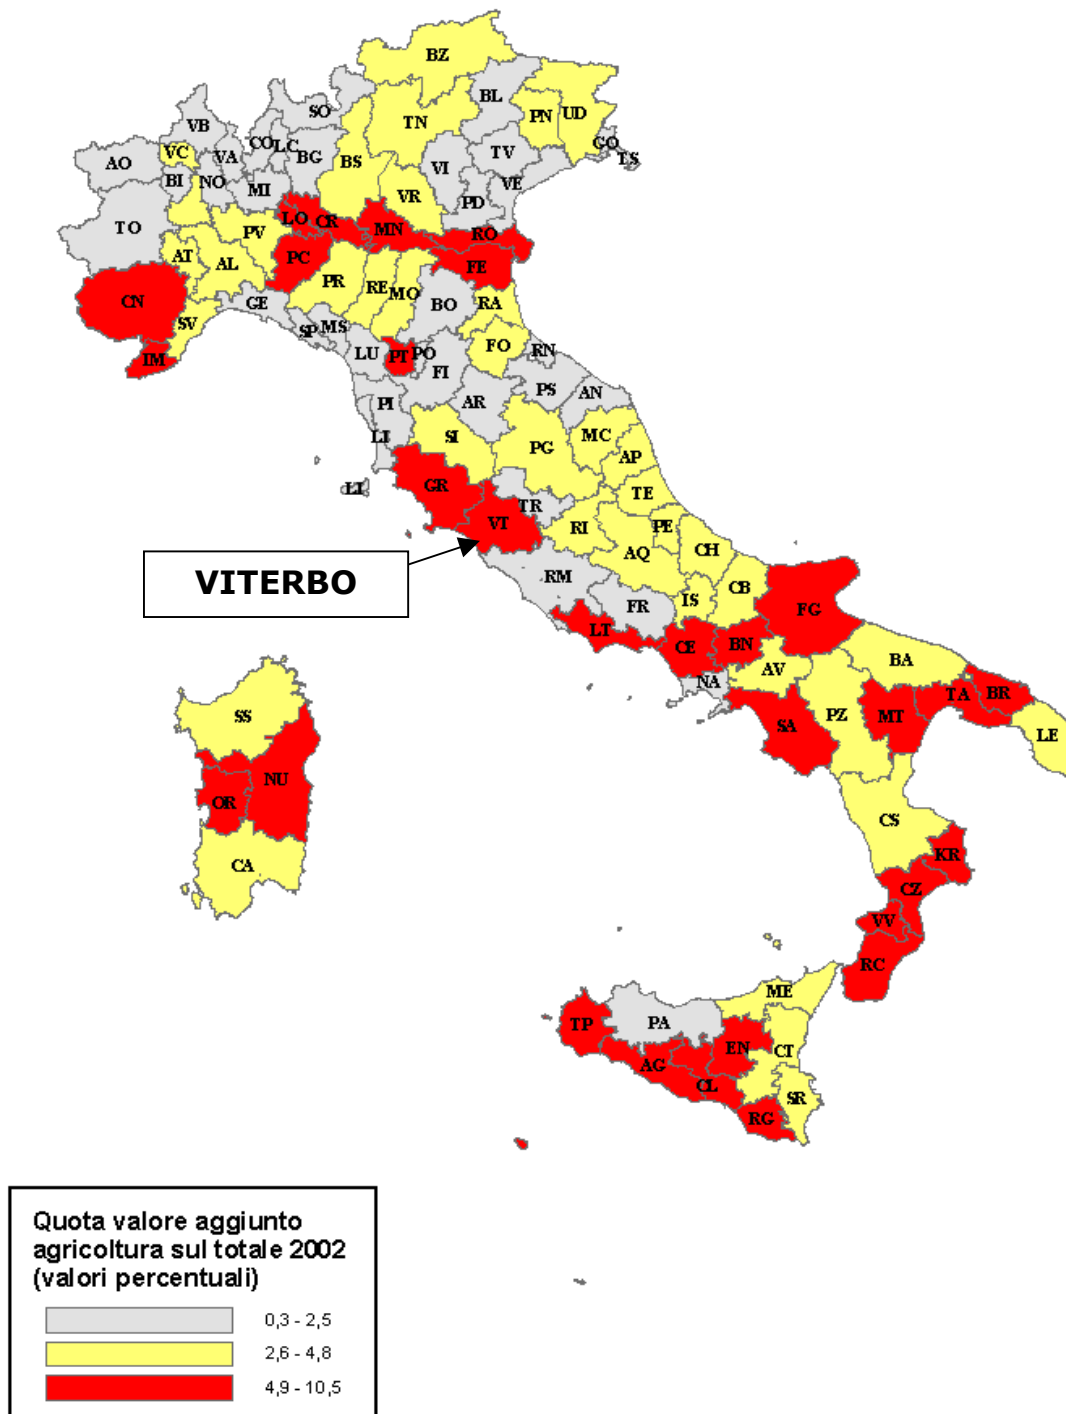 BZ
BL
PN
UD
SO
TN
VB
CO
LC
GO
TS
AO
VC
VA
BG
BS
VI
TV
BI
NO
MI
VR
PD
VE
TO
PV
LO
CR
MN
RO
AT
AL
PC
FE
CN
GE
PR
RE
MO
BO
RA
SV
SP
MS
IM
LU
PT
PO
FI
FO
RN
PI
AR
PS
AN
LI
SI
PG
MC
AP
LI
GR
TR
TE
VT
RI
PE
AQ
CH
VITERBO
RM
CB
FR
IS
FG
LT
CE
BN
NA
AV
BA
SS
SA
PZ
MT
TA
BR
LE
NU
OR
CS
CA
KR
CZ
VV
RC
ME
TP
PA
EN
CT
AG
CL
SR
RG
Quota valore aggiunto
agricoltura sul totale 2002
(valori percentuali)
0,3 - 2,5
2,6 - 4,8
4,9 - 10,5